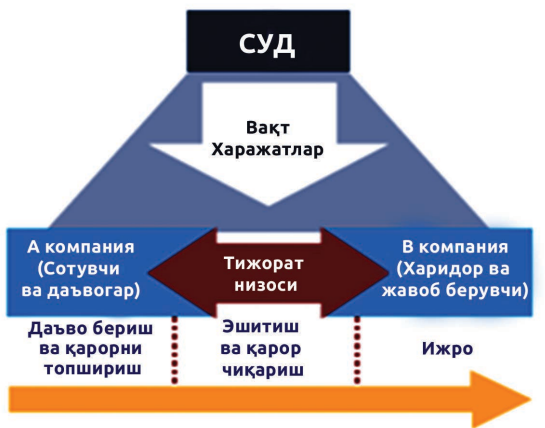 СУД
Вақт
Харажатлар
А компания
(Сотувчи
ва даъвогар)
Тижорат
низоси
В компания
(Харидор ва
жавоб берувчи)
Даъво бериш
ва қарорни
топшириш
Эшитиш
ва қарор
чиқариш
Ижро